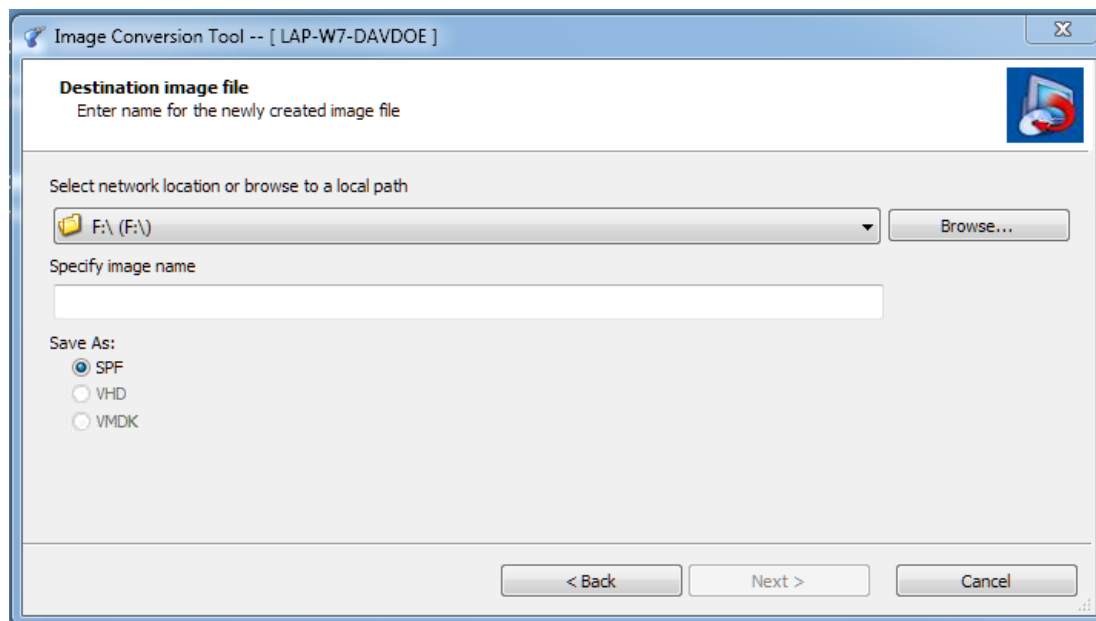 Image Conversion Tool -- [ LAP-W7-DAVDOE ]
Destination image file
Enter name for the newly created image file
Select network location or browse to a local path
F:\ (F:\)
Browse...
Specify image name
Save As:
SPF
VHD
VMDK
< Back
Next >
Cancel